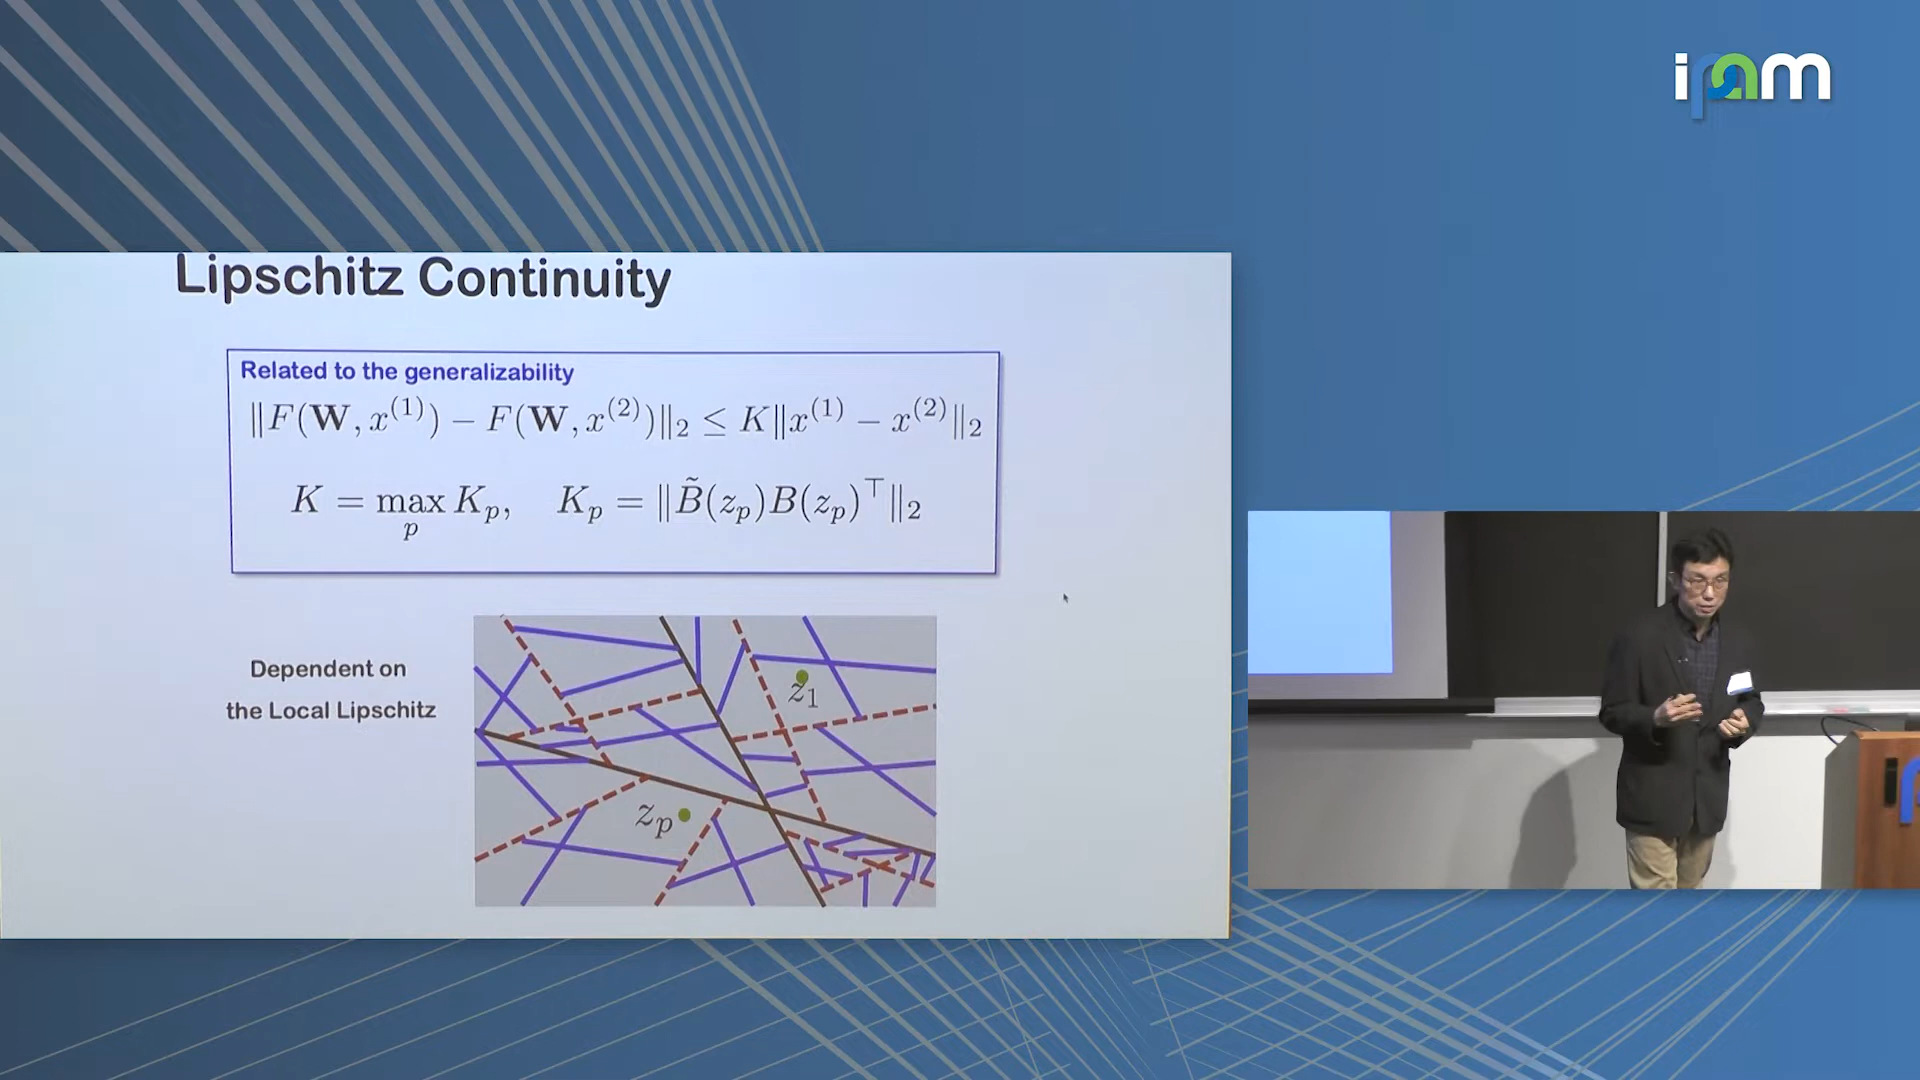 ipam
Lipschitz Continuity
Related to the generalizability
‖F(W, x⁽¹⁾) − F(W, x⁽²⁾)‖₂ ≤ K‖x⁽¹⁾ − x⁽²⁾‖₂
K = max_p K_p, K_p = ‖B̃(z_p)B(z_p)^⊤‖₂
Dependent on
the Local Lipschitz
z₁
z_p